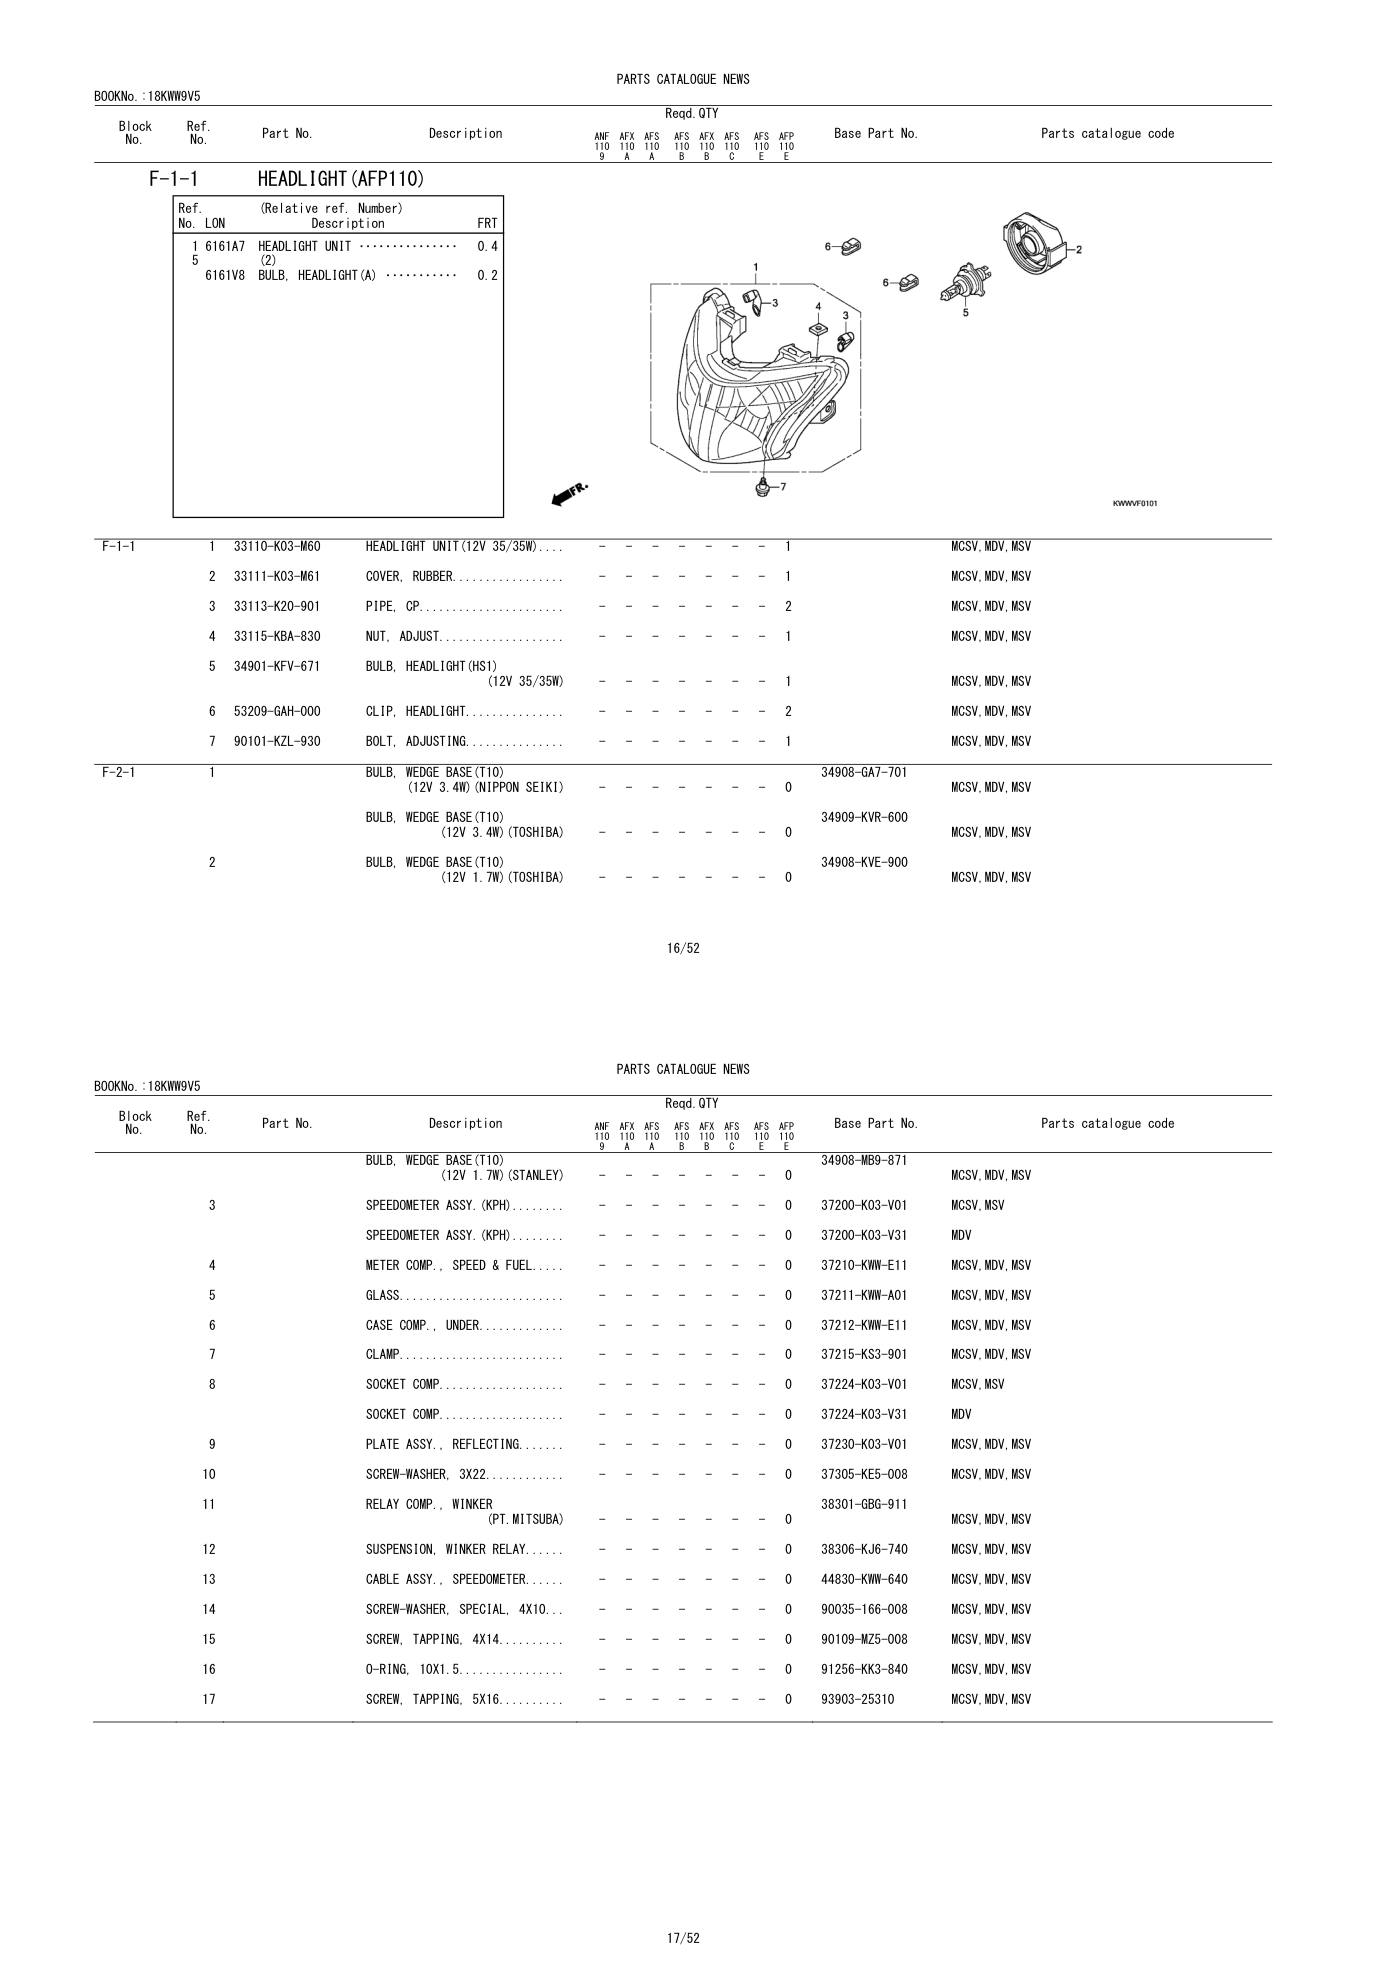 PARTS CATALOGUE NEWS
BOOKNo.:18KWW9V5
Reqd.QTY
Block No. Ref. No. Part No. Description ANF 110 9 AFX 110 A AFS 110 A AFS 110 B AFX 110 B AFS 110 C AFS 110 E AFP 110 E Base Part No. Parts catalogue code
F-1-1 HEADLIGHT(AFP110)
Ref. (Relative ref. Number)
No. LON Description FRT
1 6161A7 HEADLIGHT UNIT ··············· 0.4
5 (2)
6161V8 BULB, HEADLIGHT(A) ··········· 0.2
1
2
3
3
4
5
6
6
7
FR.
KWWVF0101
F-1-1 1 33110-K03-M60 HEADLIGHT UNIT(12V 35/35W).... - - - - - - - 1 MCSV,MDV,MSV
2 33111-K03-M61 COVER, RUBBER................. - - - - - - - 1 MCSV,MDV,MSV
3 33113-K20-901 PIPE, CP...................... - - - - - - - 2 MCSV,MDV,MSV
4 33115-KBA-830 NUT, ADJUST................... - - - - - - - 1 MCSV,MDV,MSV
5 34901-KFV-671 BULB, HEADLIGHT(HS1)
(12V 35/35W) - - - - - - - 1 MCSV,MDV,MSV
6 53209-GAH-000 CLIP, HEADLIGHT............... - - - - - - - 2 MCSV,MDV,MSV
7 90101-KZL-930 BOLT, ADJUSTING............... - - - - - - - 1 MCSV,MDV,MSV
F-2-1 1 BULB, WEDGE BASE(T10) 34908-GA7-701
(12V 3.4W)(NIPPON SEIKI) - - - - - - - 0 MCSV,MDV,MSV
BULB, WEDGE BASE(T10) 34909-KVR-600
(12V 3.4W)(TOSHIBA) - - - - - - - 0 MCSV,MDV,MSV
2 BULB, WEDGE BASE(T10) 34908-KVE-900
(12V 1.7W)(TOSHIBA) - - - - - - - 0 MCSV,MDV,MSV
16/52
PARTS CATALOGUE NEWS
BOOKNo.:18KWW9V5
Reqd.QTY
Block No. Ref. No. Part No. Description ANF 110 9 AFX 110 A AFS 110 A AFS 110 B AFX 110 B AFS 110 C AFS 110 E AFP 110 E Base Part No. Parts catalogue code
BULB, WEDGE BASE(T10) 34908-MB9-871
(12V 1.7W)(STANLEY) - - - - - - - 0 MCSV,MDV,MSV
3 SPEEDOMETER ASSY.(KPH)........ - - - - - - - 0 37200-K03-V01 MCSV,MSV
SPEEDOMETER ASSY.(KPH)........ - - - - - - - 0 37200-K03-V31 MDV
4 METER COMP., SPEED & FUEL..... - - - - - - - 0 37210-KWW-E11 MCSV,MDV,MSV
5 GLASS......................... - - - - - - - 0 37211-KWW-A01 MCSV,MDV,MSV
6 CASE COMP., UNDER............. - - - - - - - 0 37212-KWW-E11 MCSV,MDV,MSV
7 CLAMP......................... - - - - - - - 0 37215-KS3-901 MCSV,MDV,MSV
8 SOCKET COMP................... - - - - - - - 0 37224-K03-V01 MCSV,MSV
SOCKET COMP................... - - - - - - - 0 37224-K03-V31 MDV
9 PLATE ASSY., REFLECTING....... - - - - - - - 0 37230-K03-V01 MCSV,MDV,MSV
10 SCREW-WASHER, 3X22............ - - - - - - - 0 37305-KE5-008 MCSV,MDV,MSV
11 RELAY COMP., WINKER 38301-GBG-911
(PT.MITSUBA) - - - - - - - 0 MCSV,MDV,MSV
12 SUSPENSION, WINKER RELAY...... - - - - - - - 0 38306-KJ6-740 MCSV,MDV,MSV
13 CABLE ASSY., SPEEDOMETER...... - - - - - - - 0 44830-KWW-640 MCSV,MDV,MSV
14 SCREW-WASHER, SPECIAL, 4X10... - - - - - - - 0 90035-166-008 MCSV,MDV,MSV
15 SCREW, TAPPING, 4X14.......... - - - - - - - 0 90109-MZ5-008 MCSV,MDV,MSV
16 O-RING, 10X1.5................ - - - - - - - 0 91256-KK3-840 MCSV,MDV,MSV
17 SCREW, TAPPING, 5X16.......... - - - - - - - 0 93903-25310 MCSV,MDV,MSV
17/52